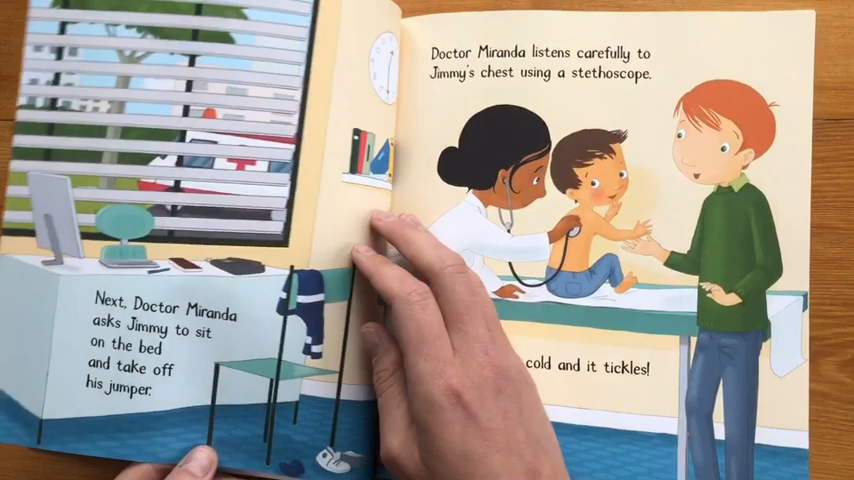 Next, Doctor Miranda
asks Jimmy to sit
on the bed
and take off
his jumper.
Doctor Miranda listens carefully to
Jimmy's chest using a stethoscope.
cold and it tickles!